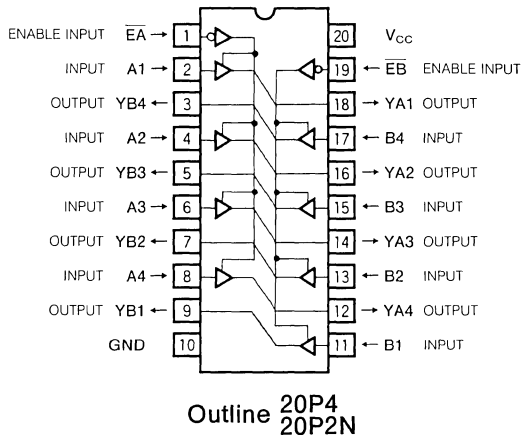 ENABLE INPUT E̅A̅ → 1 20 VCC
INPUT A1 → 2 19 ← E̅B̅ ENABLE INPUT
OUTPUT YB4 ← 3 18 → YA1 OUTPUT
INPUT A2 → 4 17 ← B4 INPUT
OUTPUT YB3 ← 5 16 → YA2 OUTPUT
INPUT A3 → 6 15 ← B3 INPUT
OUTPUT YB2 ← 7 14 → YA3 OUTPUT
INPUT A4 → 8 13 ← B2 INPUT
OUTPUT YB1 ← 9 12 → YA4 OUTPUT
GND 10 11 ← B1 INPUT
Outline 20P4
20P2N